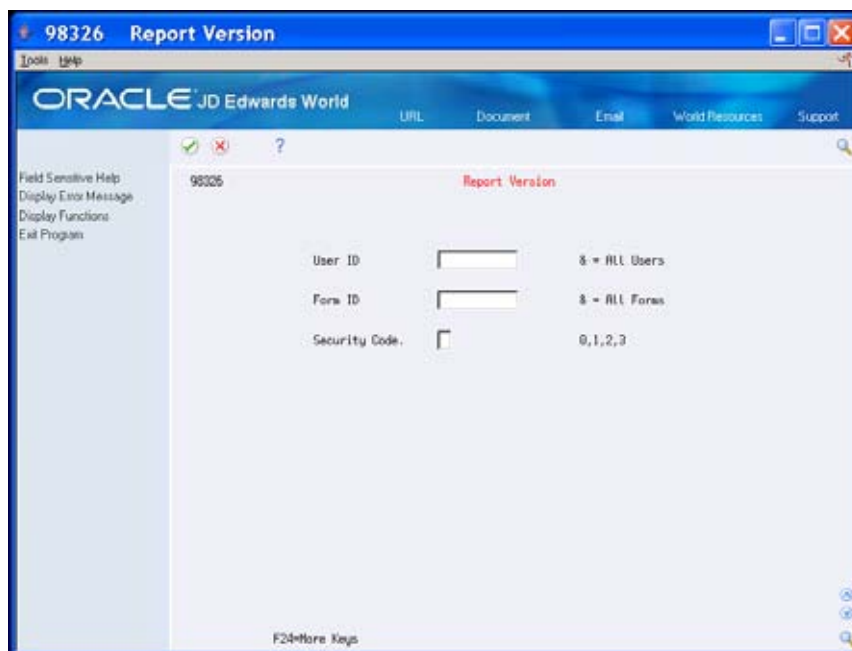 98326 Report Version
Tools Help
ORACLE JD Edwards World
URL Document Email World Resources Support
?
Field Sensitive Help
Display Error Message
Display Functions
Exit Program
98326 Report Version
User ID & = All Users
Form ID & = All Forms
Security Code. 0,1,2,3
F24=More Keys